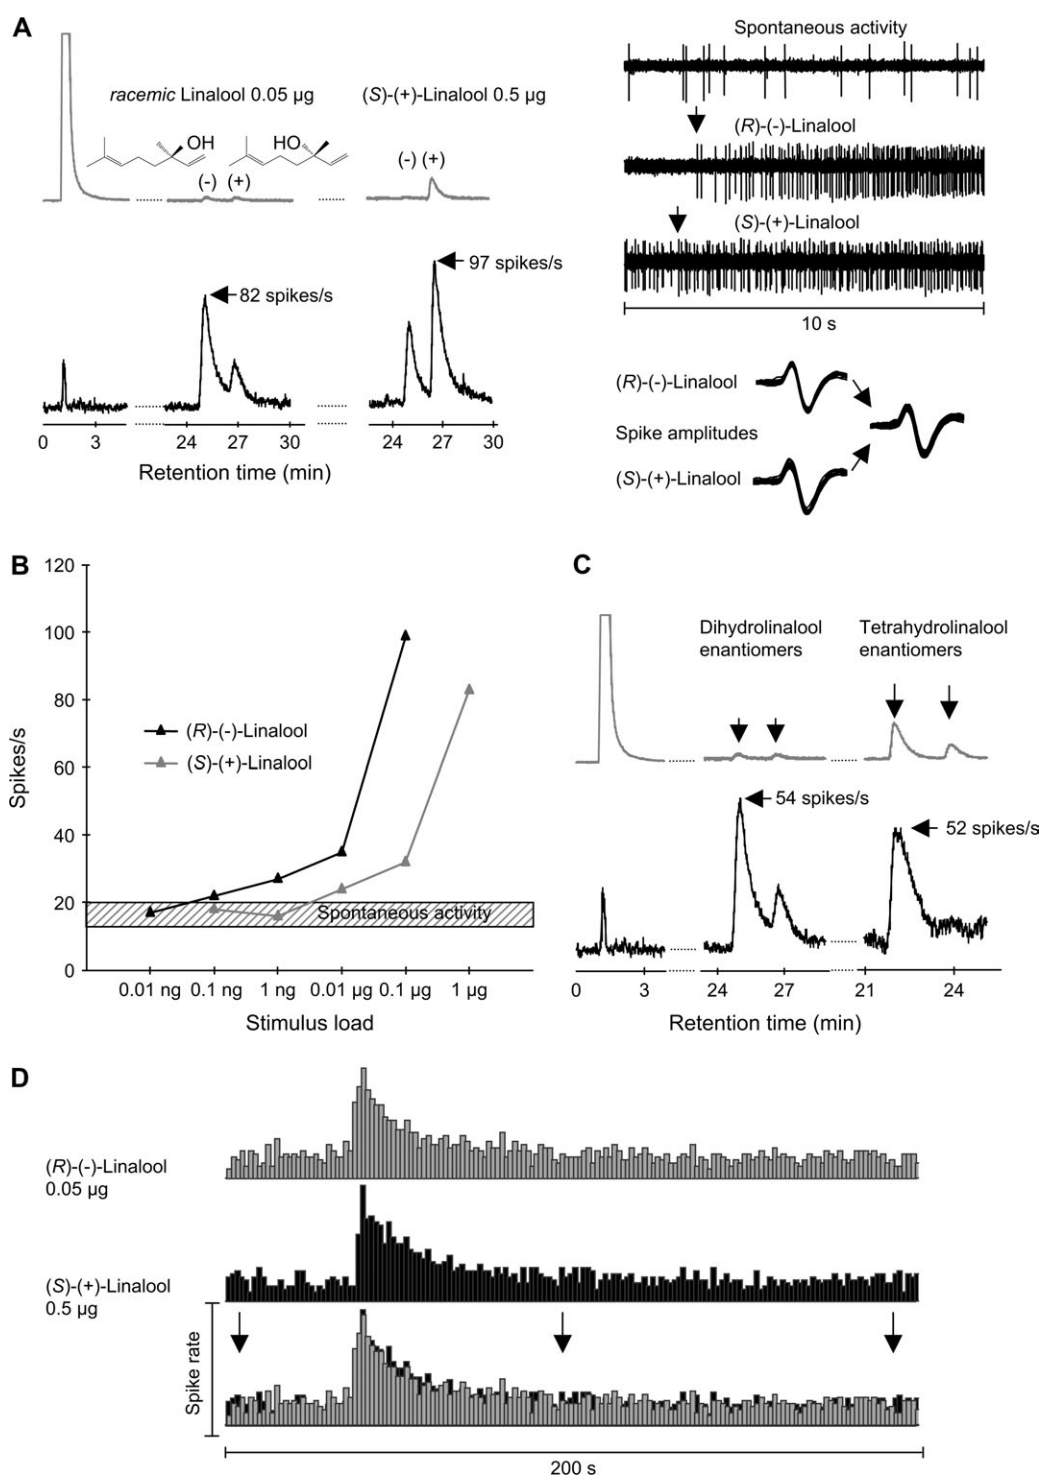 A
racemic Linalool 0.05 µg
(S)-(+)-Linalool 0.5 µg
OH
HO
(-) (+)
(-) (+)
82 spikes/s
97 spikes/s
0 3 24 27 30 24 27 30
Retention time (min)
Spontaneous activity
(R)-(-)-Linalool
(S)-(+)-Linalool
10 s
(R)-(-)-Linalool
Spike amplitudes
(S)-(+)-Linalool
B
120
100
80
60
40
20
0
Spikes/s
(R)-(-)-Linalool
(S)-(+)-Linalool
Spontaneous activity
0.01 ng 0.1 ng 1 ng 0.01 µg 0.1 µg 1 µg
Stimulus load
C
Dihydrolinalool
enantiomers
Tetrahydrolinalool
enantiomers
54 spikes/s
52 spikes/s
0 3 24 27 21 24
Retention time (min)
D
(R)-(-)-Linalool
0.05 µg
(S)-(+)-Linalool
0.5 µg
Spike rate
200 s